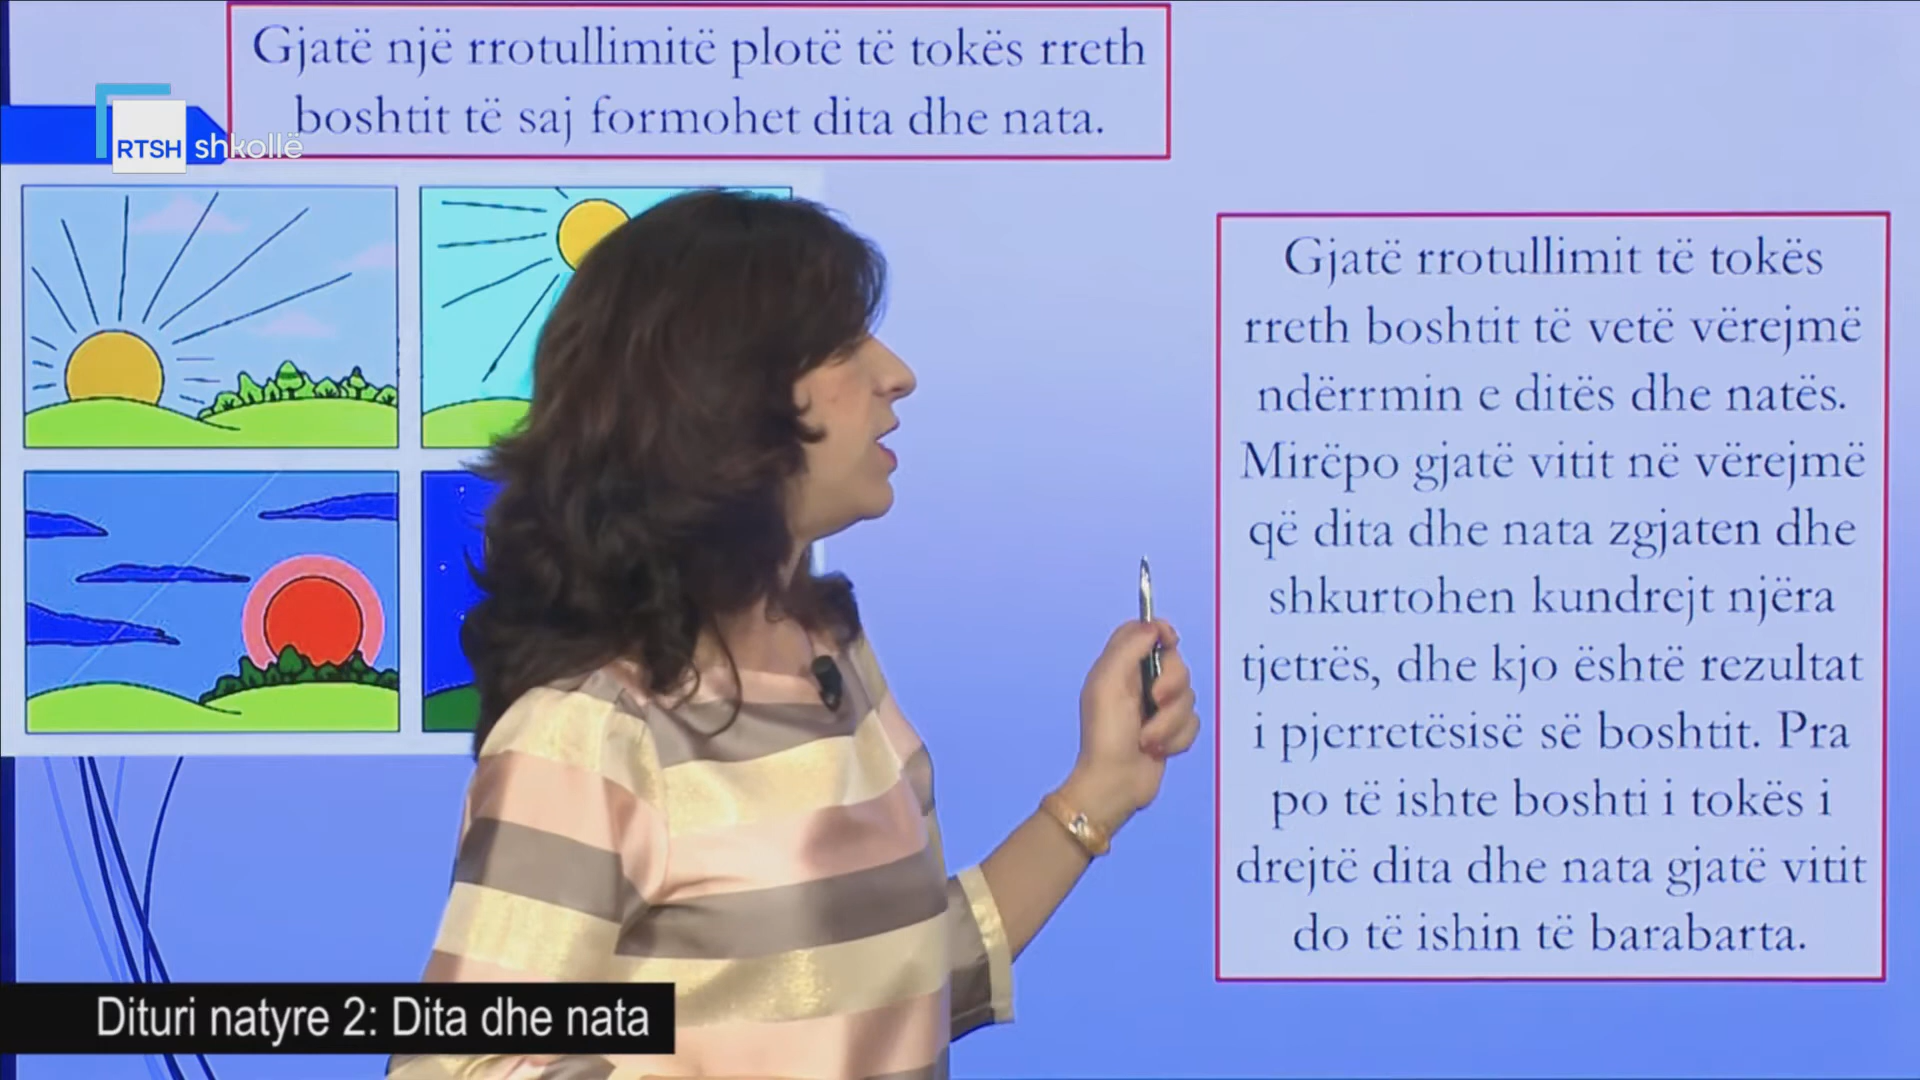 Gjatë një rrotullimitë plotë të tokës rreth
boshtit të saj formohet dita dhe nata.
RTSH shkollë
Gjatë rrotullimit të tokës
rreth boshtit të vetë vërejmë
ndërrmin e ditës dhe natës.
Mirëpo gjatë vitit në vërejmë
që dita dhe nata zgjaten dhe
shkurtohen kundrejt njëra
tjetrës, dhe kjo është rezultat
i pjerretësisë së boshtit. Pra
po të ishte boshti i tokës i
drejtë dita dhe nata gjatë vitit
do të ishin të barabarta.
Dituri natyre 2: Dita dhe nata